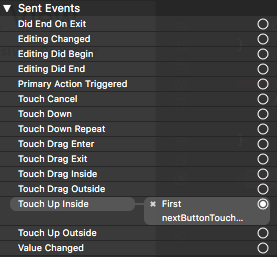 Sent Events
Did End On Exit
Editing Changed
Editing Did Begin
Editing Did End
Primary Action Triggered
Touch Cancel
Touch Down
Touch Down Repeat
Touch Drag Enter
Touch Drag Exit
Touch Drag Inside
Touch Drag Outside
Touch Up Inside
First
nextButtonTouch...
Touch Up Outside
Value Changed